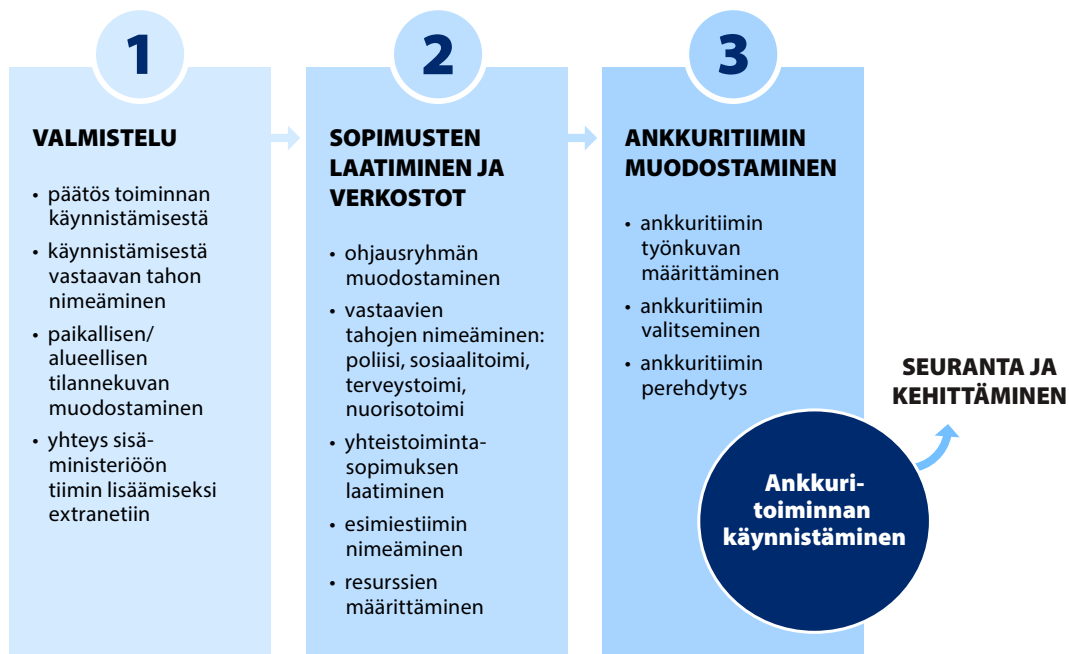 1
VALMISTELU
• päätös toiminnan
käynnistämisestä
• käynnistämisestä
vastaavan tahon
nimeäminen
• paikallisen/
alueellisen
tilannekuvan
muodostaminen
• yhteys sisä-
ministeriöön
tiimin lisäämiseksi
extranetiin
2
SOPIMUSTEN
LAATIMINEN JA
VERKOSTOT
• ohjausryhmän
muodostaminen
• vastaavien
tahojen nimeäminen:
poliisi, sosiaalitoimi,
terveystoimi,
nuorisotoimi
• yhteistoiminta-
sopimuksen
laatiminen
• esimiestiimin
nimeäminen
• resurssien
määrittäminen
3
ANKKURITIIMIN
MUODOSTAMINEN
• ankkuritiimin
työnkuvan
määrittäminen
• ankkuritiimin
valitseminen
• ankkuritiimin
perehdytys
Ankkuri-
toiminnan
käynnistäminen
SEURANTA JA
KEHITTÄMINEN